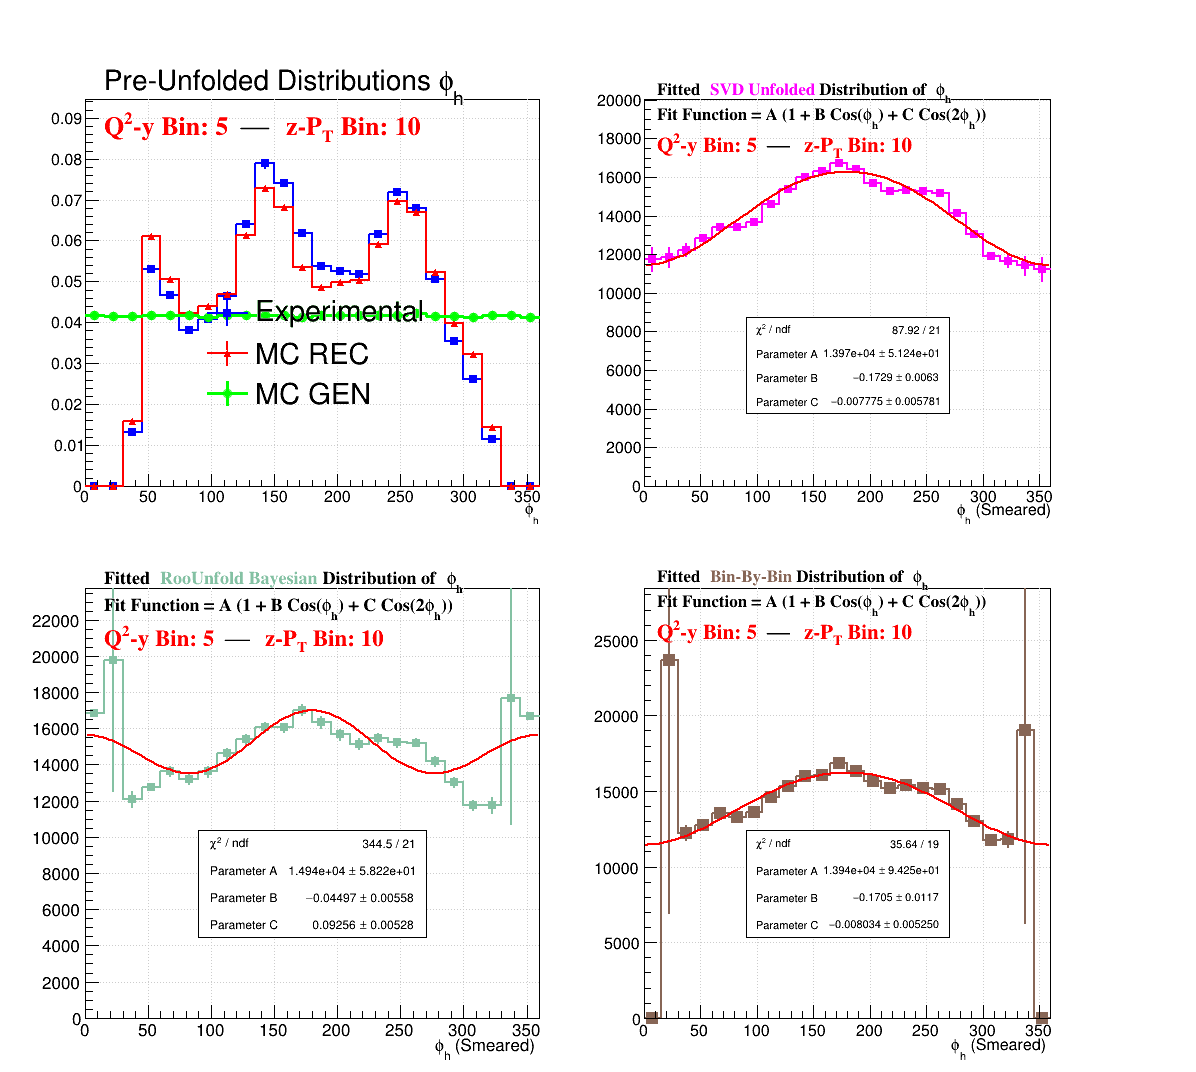 Pre-Unfolded Distributions ϕh
Q²-y Bin: 5 — z-PT Bin: 10
0.09
0.08
0.07
0.06
0.05
0.04
0.03
0.02
0.01
0
Experimental
MC REC
MC GEN
0 50 100 150 200 250 300 350
ϕh
Fitted SVD Unfolded Distribution of ϕh
Fit Function = A (1 + B Cos(ϕh) + C Cos(2ϕh))
Q²-y Bin: 5 — z-PT Bin: 10
20000
18000
16000
14000
12000
10000
8000
6000
4000
2000
0
χ² / ndf 87.92 / 21
Parameter A 1.397e+04 ± 5.124e+01
Parameter B −0.1729 ± 0.0063
Parameter C −0.007775 ± 0.005781
0 50 100 150 200 250 300 350
ϕh (Smeared)
Fitted RooUnfold Bayesian Distribution of ϕh
Fit Function = A (1 + B Cos(ϕh) + C Cos(2ϕh))
Q²-y Bin: 5 — z-PT Bin: 10
22000
20000
18000
16000
14000
12000
10000
8000
6000
4000
2000
0
χ² / ndf 344.5 / 21
Parameter A 1.494e+04 ± 5.822e+01
Parameter B −0.04497 ± 0.00558
Parameter C 0.09256 ± 0.00528
0 50 100 150 200 250 300 350
ϕh (Smeared)
Fitted Bin-By-Bin Distribution of ϕh
Fit Function = A (1 + B Cos(ϕh) + C Cos(2ϕh))
Q²-y Bin: 5 — z-PT Bin: 10
25000
20000
15000
10000
5000
0
χ² / ndf 35.64 / 19
Parameter A 1.394e+04 ± 9.425e+01
Parameter B −0.1705 ± 0.0117
Parameter C −0.008034 ± 0.005250
0 50 100 150 200 250 300 350
ϕh (Smeared)